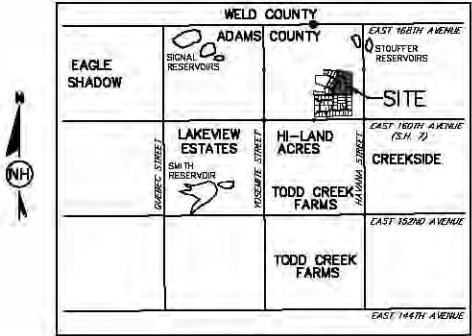 WELD COUNTY
ADAMS COUNTY
EAST 168TH AVENUE
SIGNAL
RESERVOIRS
STOUFFER
RESERVOIRS
EAGLE
SHADOW
SITE
N
NH
QUEBEC STREET
LAKEVIEW
ESTATES
SMITH
RESERVOIR
YOSEMITE STREET
HI-LAND
ACRES
TODD CREEK
FARMS
HAVANA STREET
EAST 160TH AVENUE
(S.H. 7)
CREEKSIDE
EAST 152ND AVENUE
TODD CREEK
FARMS
EAST 144TH AVENUE